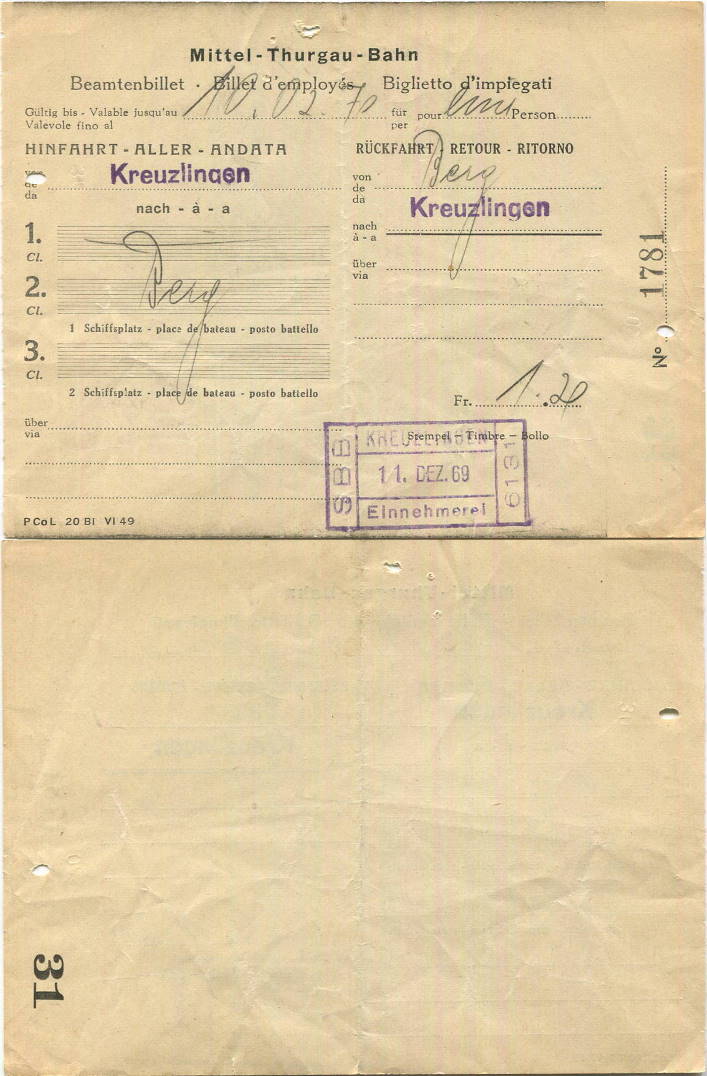 Mittel-Thurgau-Bahn
Beamtenbillet · Billet d'employés Biglietto d'impiegati
Gültig bis - Valable jusqu'au 10. 02. 70 für pour Person
Valevole fino al per
HINFAHRT - ALLER - ANDATA
von Kreuzlingen
de
da
nach - à - a
1.
Cl.
Berg
2.
Cl.
1 Schiffsplatz - place de bateau - posto battello
3.
Cl.
2 Schiffsplatz - place de bateau - posto battello
über
via
PCoL 20 BI VI 49
RÜCKFAHRT - RETOUR - RITORNO
von Berg
de
da
Kreuzlingen
nach
à - a
über
via
Fr. 1.20
Stempel - Timbre - Bollo
SBB KREUZLINGEN 6131
11. DEZ. 69
Einnehmerei
No 1781
31